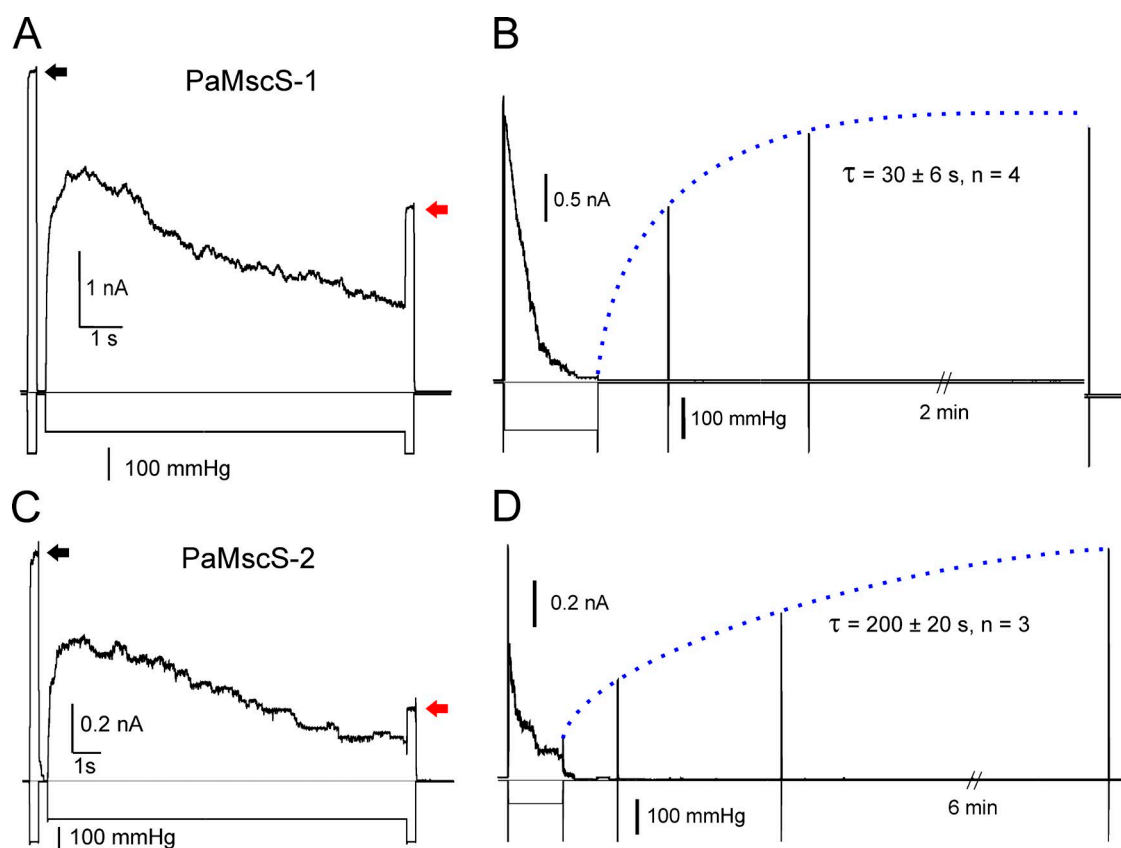 A
PaMscS-1
1 nA
1 s
100 mmHg
B
0.5 nA
τ = 30 ± 6 s, n = 4
100 mmHg
2 min
C
PaMscS-2
0.2 nA
1s
100 mmHg
D
0.2 nA
τ = 200 ± 20 s, n = 3
100 mmHg
6 min